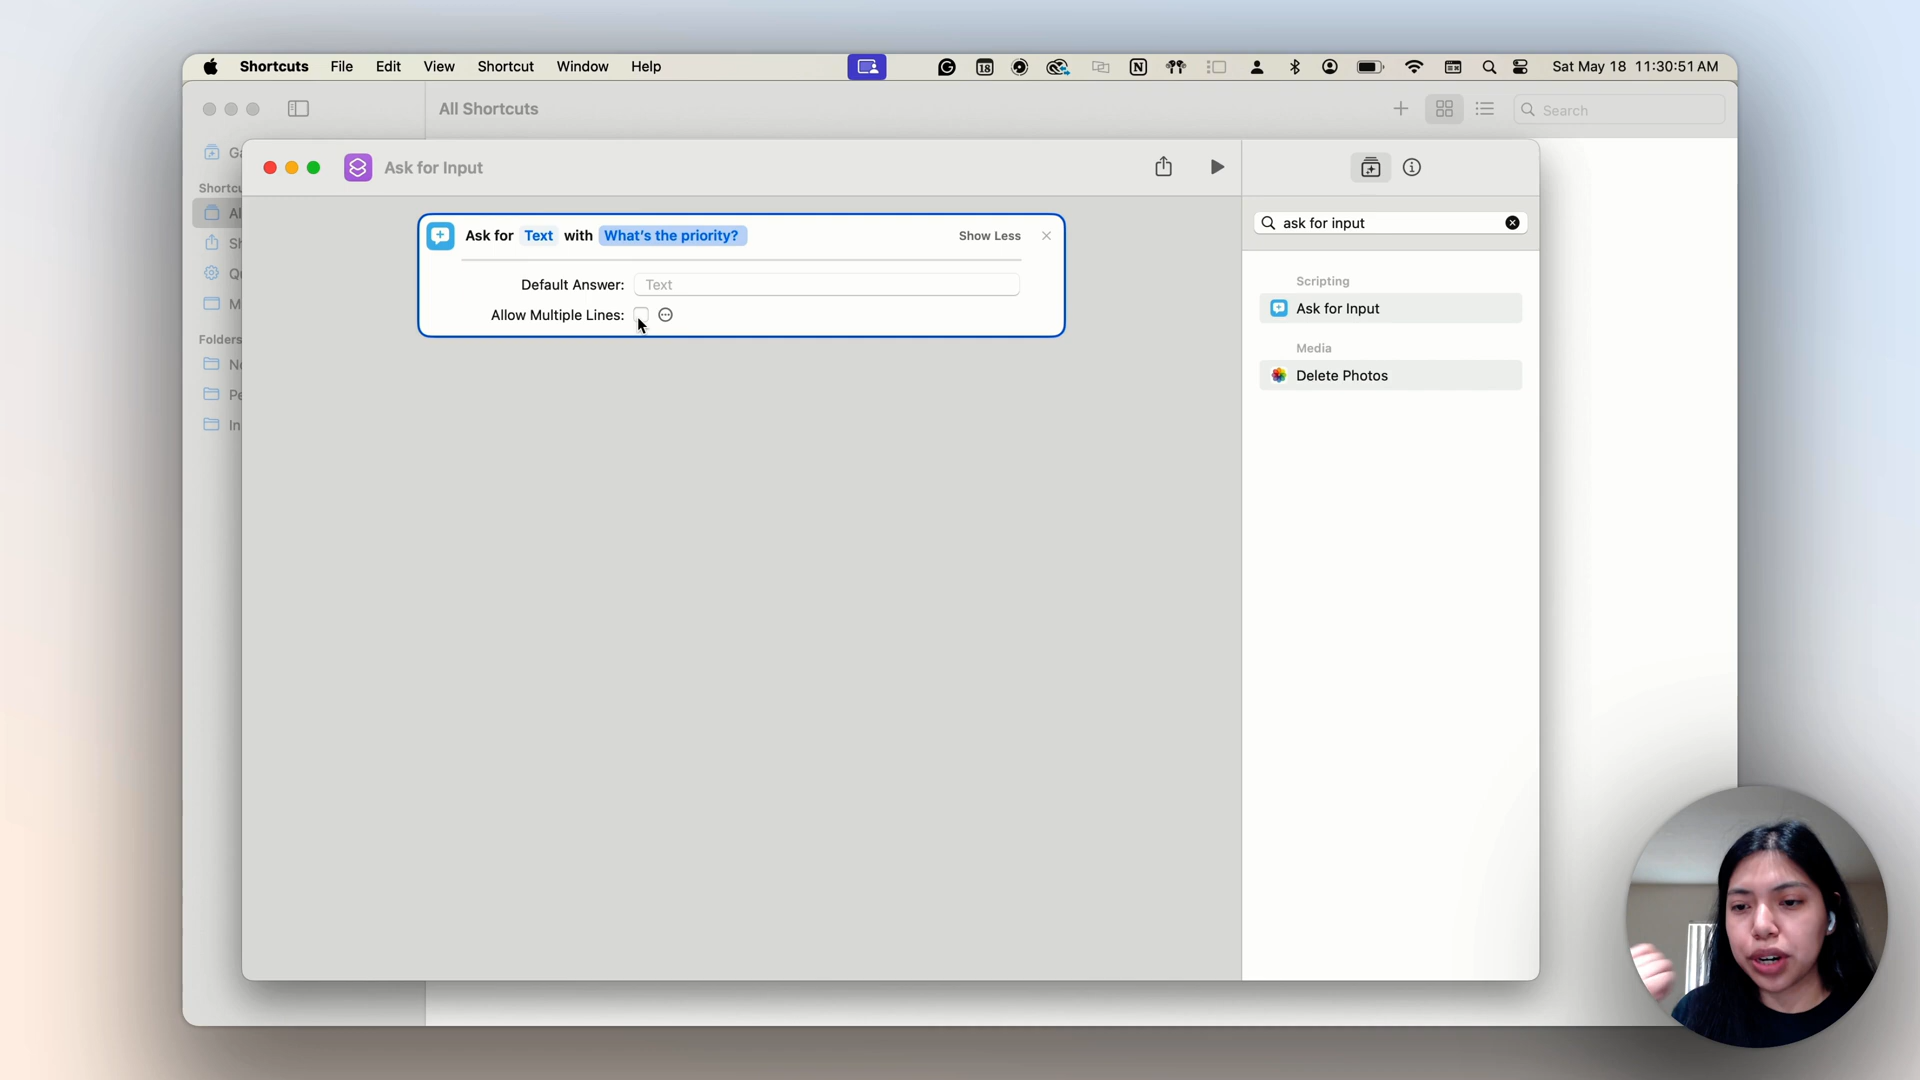 Shortcuts File Edit View Shortcut Window Help 18 Sat May 18 11:30:51 AM
All Shortcuts Search
Ask for Input
Shortcu
Folders
Ask for Text with What's the priority? Show Less
Default Answer: Text
Allow Multiple Lines:
ask for input
Scripting
Ask for Input
Media
Delete Photos